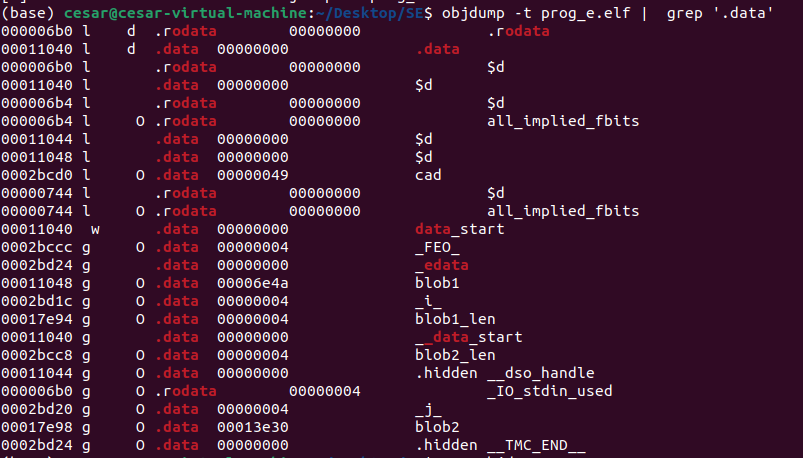 (base) cesar@cesar-virtual-machine:~/Desktop/SE$ objdump -t prog_e.elf | grep '.data'
000006b0 l d .rodata 00000000 .rodata
00011040 l d .data 00000000 .data
000006b0 l .rodata 00000000 $d
00011040 l .data 00000000 $d
000006b4 l .rodata 00000000 $d
000006b4 l O .rodata 00000000 all_implied_fbits
00011044 l .data 00000000 $d
00011048 l .data 00000000 $d
0002bcd0 l O .data 00000049 cad
00000744 l .rodata 00000000 $d
00000744 l O .rodata 00000000 all_implied_fbits
00011040 w .data 00000000 data_start
0002bccc g O .data 00000004 _FEO_
0002bd24 g .data 00000000 _edata
00011048 g O .data 00006e4a blob1
0002bd1c g O .data 00000004 _i_
00017e94 g O .data 00000004 blob1_len
00011040 g .data 00000000 __data_start
0002bcc8 g O .data 00000004 blob2_len
00011044 g O .data 00000000 .hidden __dso_handle
000006b0 g O .rodata 00000004 _IO_stdin_used
0002bd20 g O .data 00000004 _j_
00017e98 g O .data 00013e30 blob2
0002bd24 g O .data 00000000 .hidden __TMC_END__